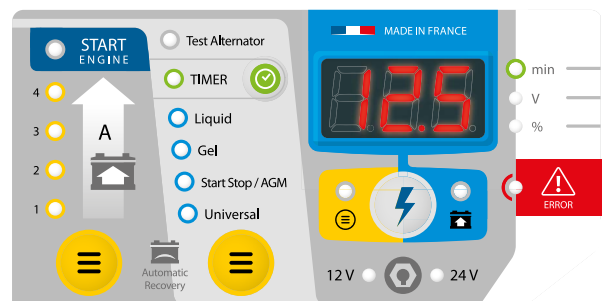 START
ENGINE
Test Alternator
MADE IN FRANCE
TIMER
12.5
min
V
%
4
3
2
1
A
Liquid
Gel
Start Stop / AGM
Universal
ERROR
Automatic
Recovery
12 V
24 V